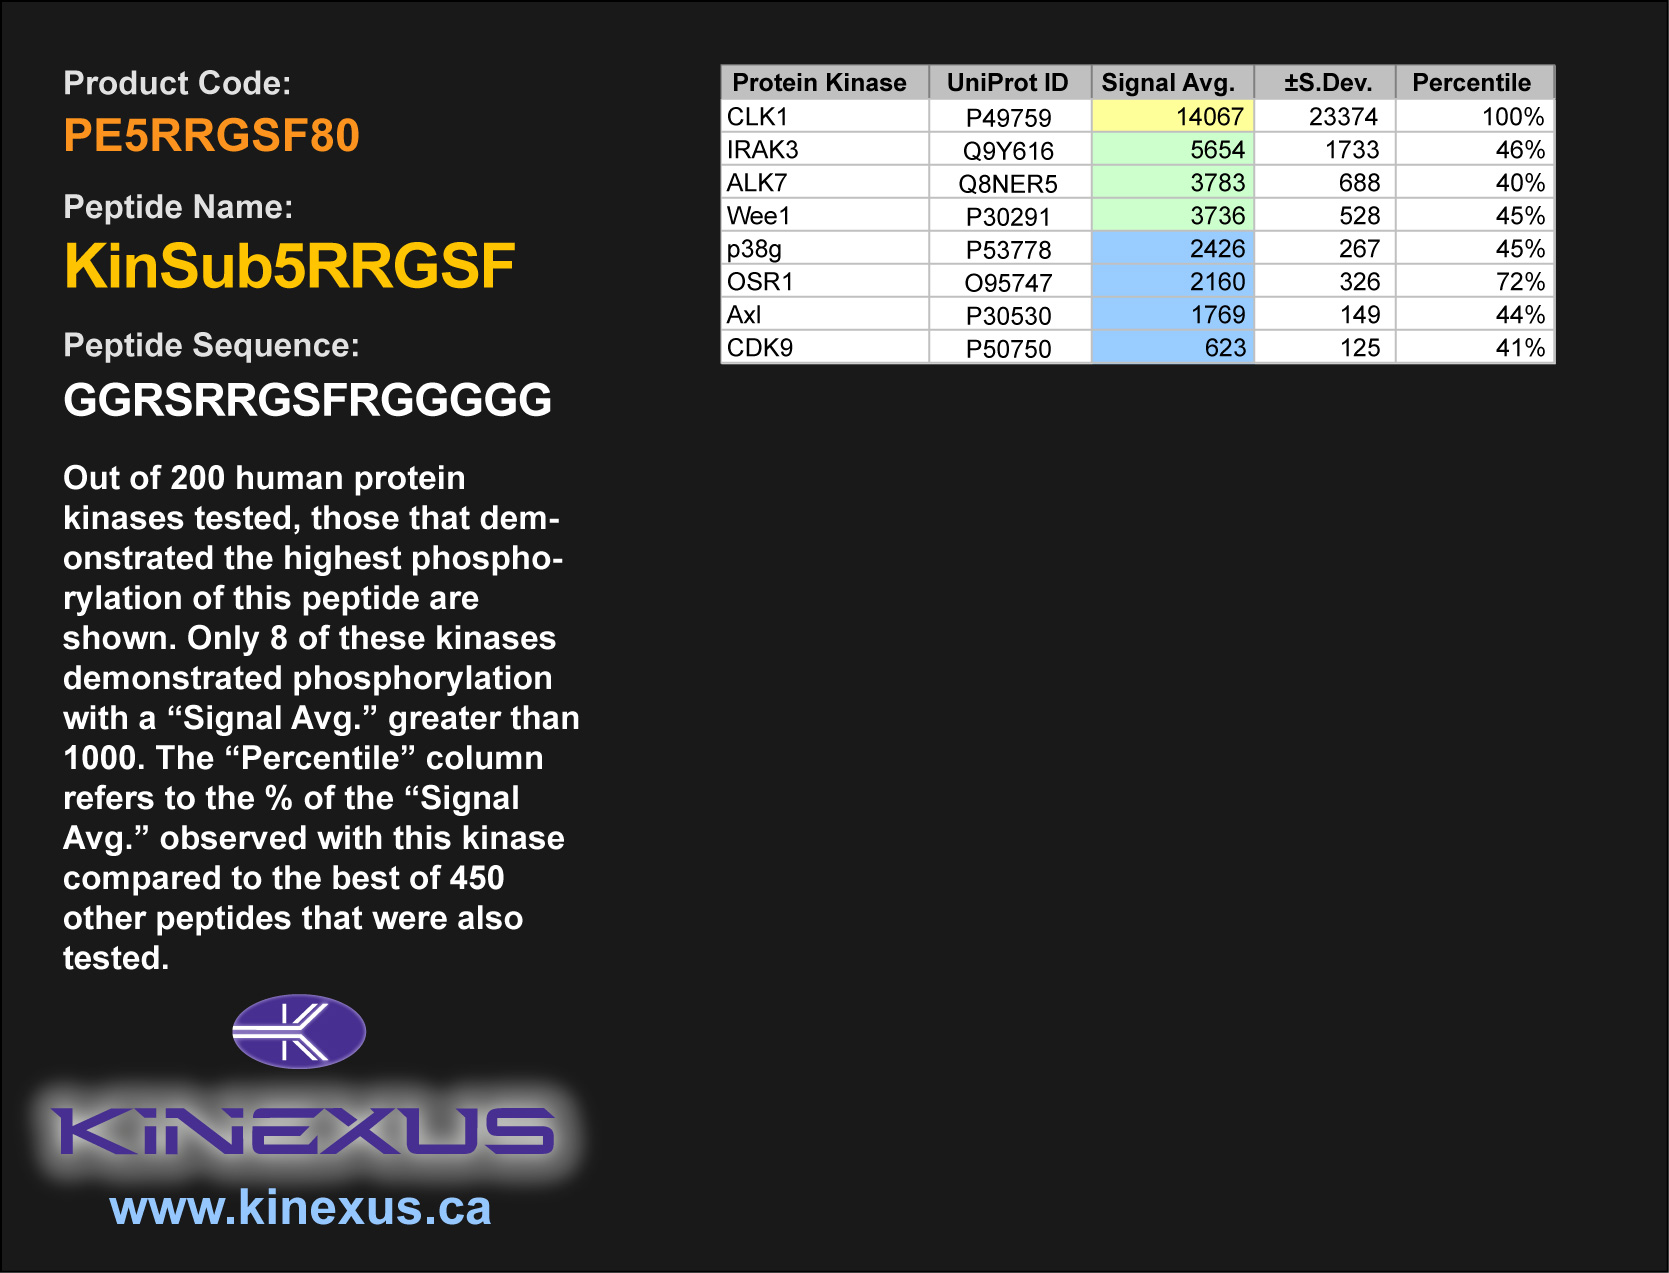 Product Code:
PE5RRGSF80
Peptide Name:
KinSub5RRGSF
Peptide Sequence:
GGRSRRGSFRGGGGG
Out of 200 human protein
kinases tested, those that dem-
onstrated the highest phospho-
rylation of this peptide are
shown. Only 8 of these kinases
demonstrated phosphorylation
with a “Signal Avg.” greater than
1000. The “Percentile” column
refers to the % of the “Signal
Avg.” observed with this kinase
compared to the best of 450
other peptides that were also
tested.
KiNEXUS
www.kinexus.ca
Protein Kinase UniProt ID Signal Avg. ±S.Dev. Percentile
CLK1 P49759 14067 23374 100%
IRAK3 Q9Y616 5654 1733 46%
ALK7 Q8NER5 3783 688 40%
Wee1 P30291 3736 528 45%
p38g P53778 2426 267 45%
OSR1 O95747 2160 326 72%
Axl P30530 1769 149 44%
CDK9 P50750 623 125 41%